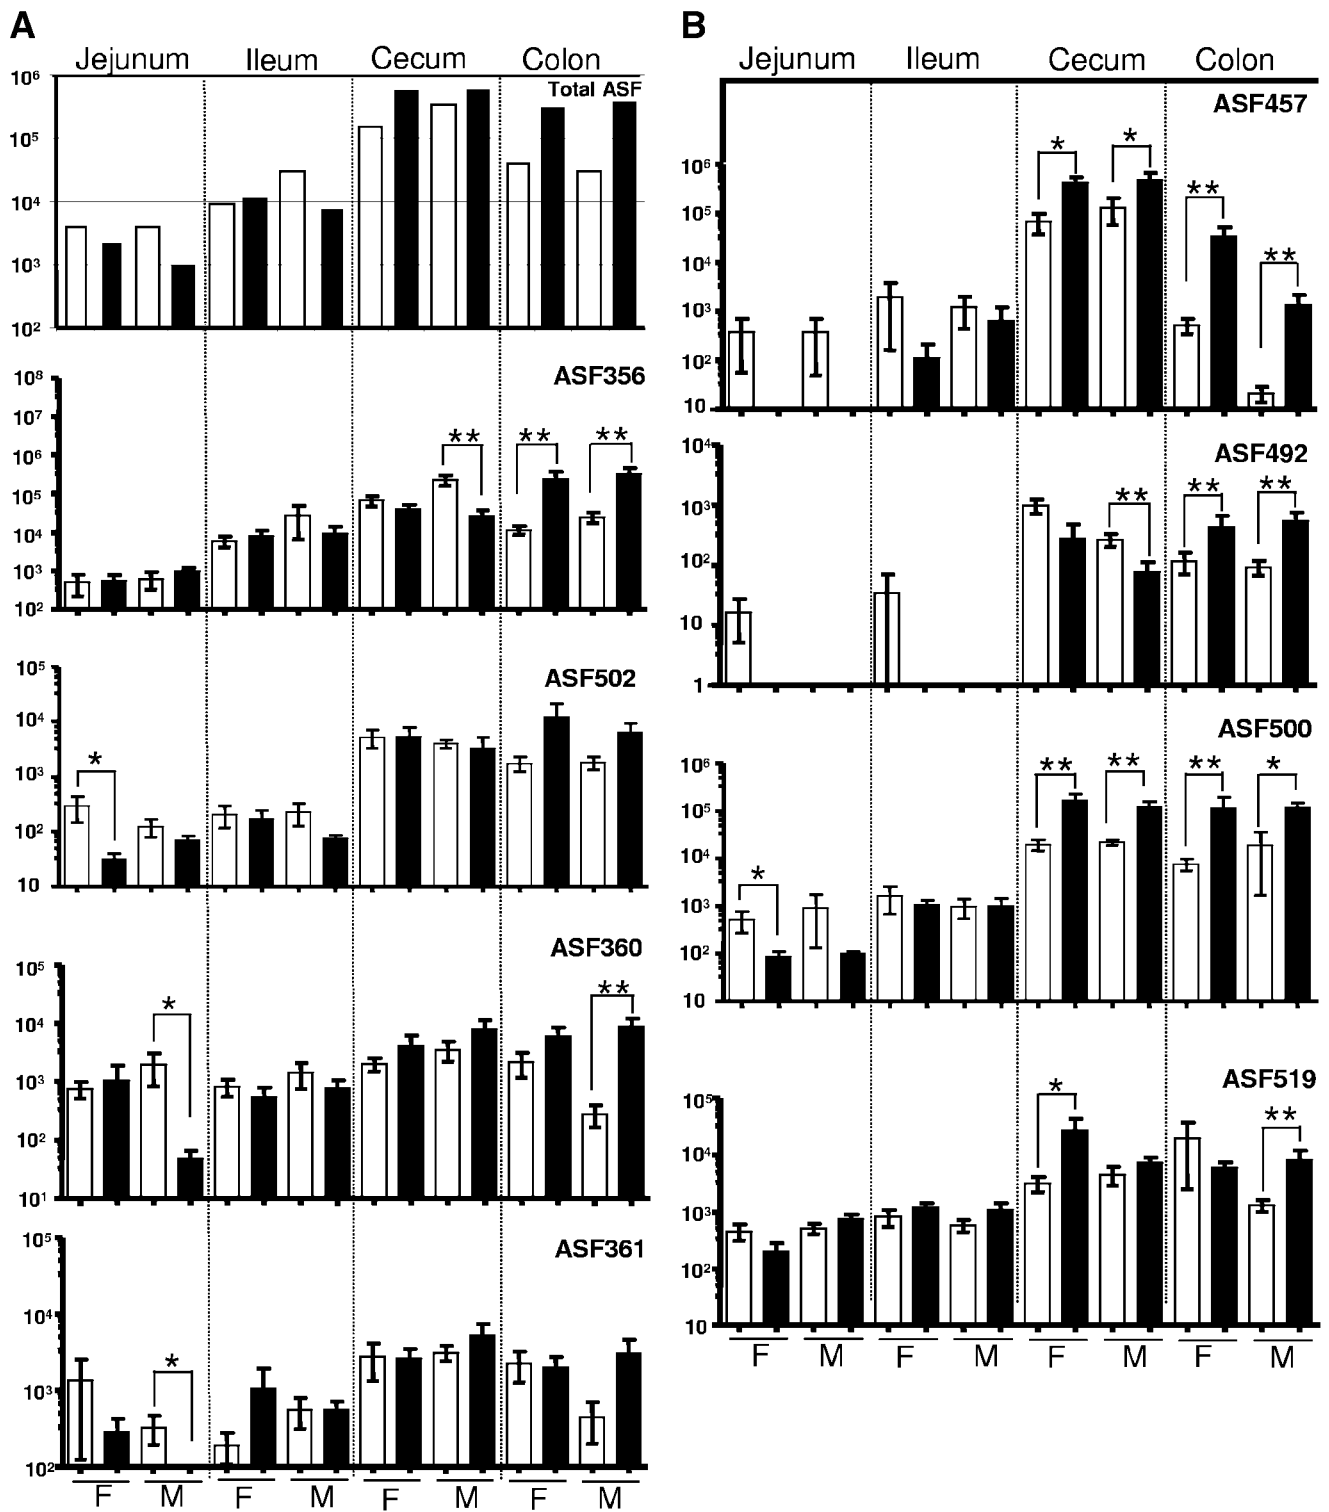 A
Jejunum Ileum Cecum Colon
Total ASF
10⁶
10⁵
10⁴
10³
10²
ASF356
10⁸
10⁷
10⁶
10⁵
10⁴
10³
10²
** ** **
ASF502
10⁵
10⁴
10³
10²
10
*
ASF360
10⁵
10⁴
10³
10²
10¹
* **
ASF361
10⁵
10⁴
10³
10²
*
F M F M F M F M
B
Jejunum Ileum Cecum Colon
ASF457
10⁶
10⁵
10⁴
10³
10²
10
* * ** **
ASF492
10⁴
10³
10²
10
1
** ** **
ASF500
10⁶
10⁵
10⁴
10³
10²
10
* ** ** ** *
ASF519
10⁵
10⁴
10³
10²
10
* **
F M F M F M F M